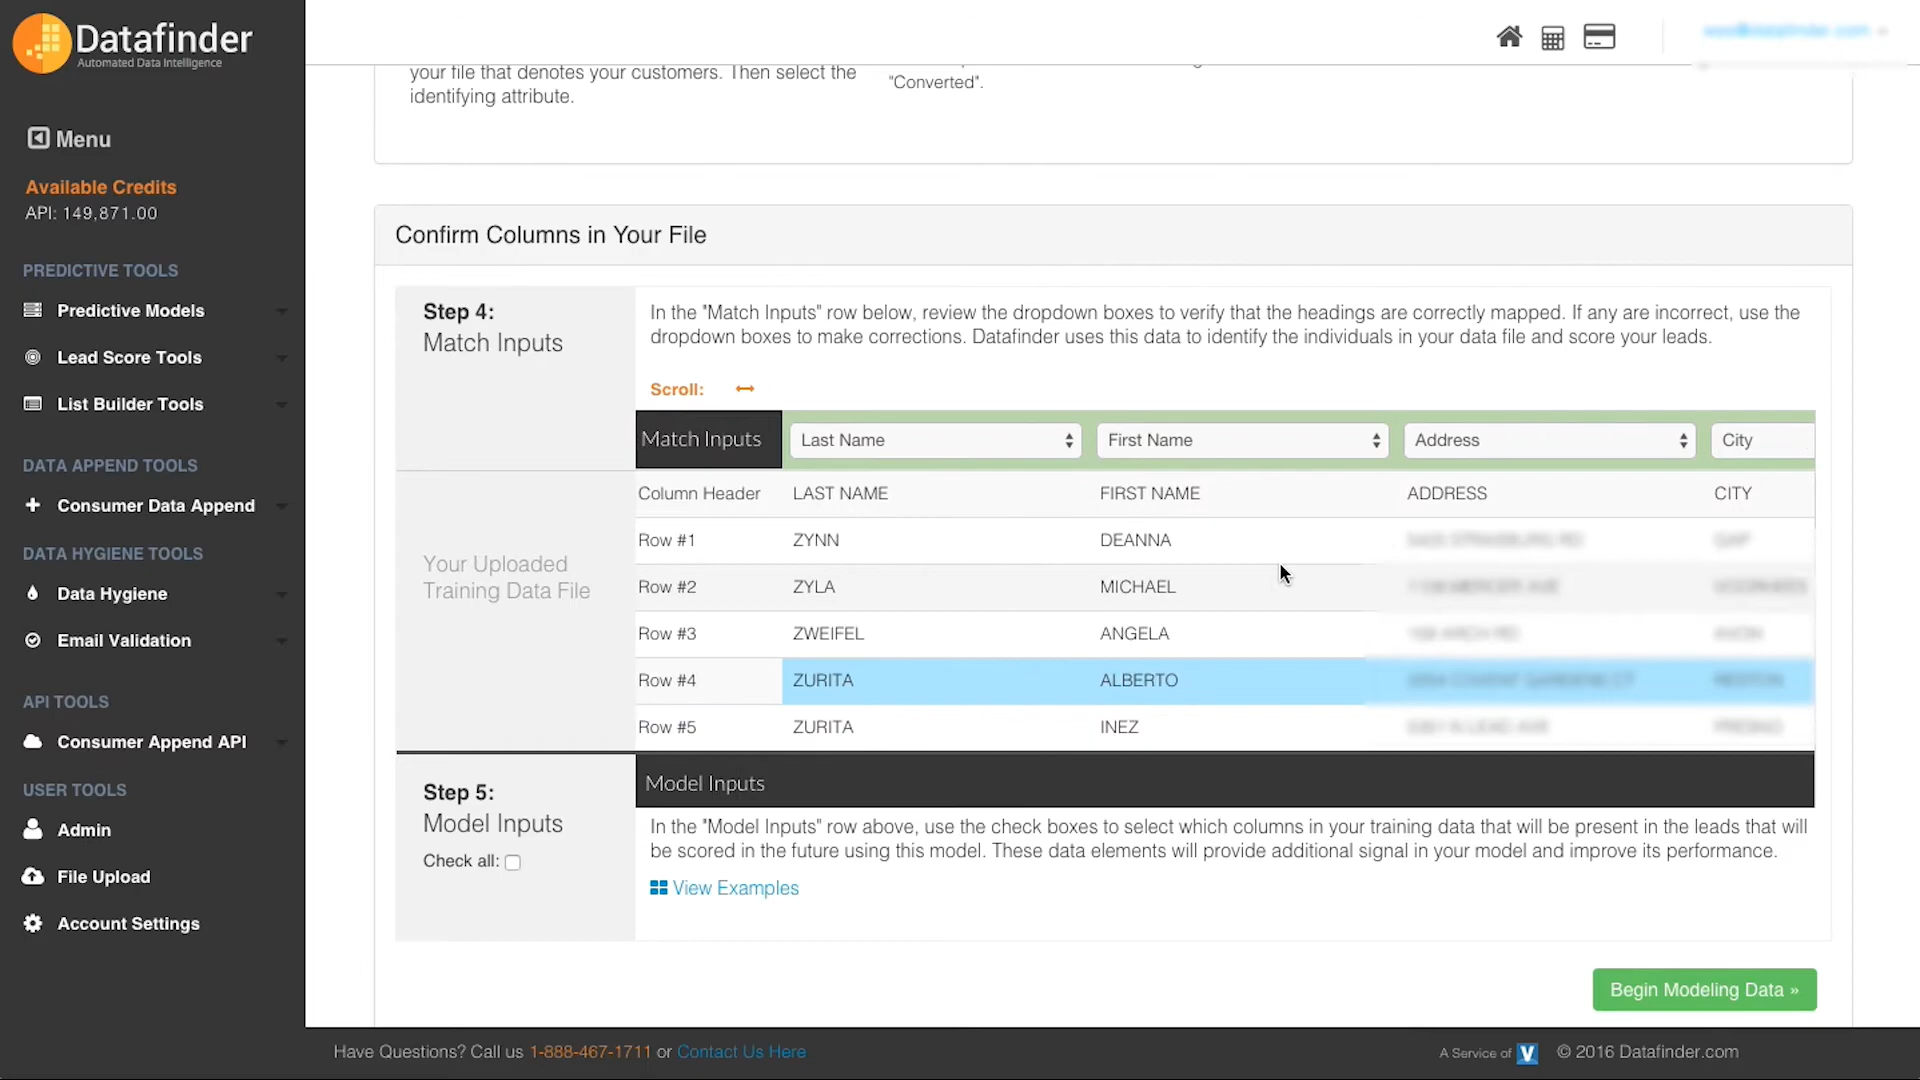 Datafinder
Automated Data Intelligence
Menu
Available Credits
API: 149,871.00
PREDICTIVE TOOLS
Predictive Models
Lead Score Tools
List Builder Tools
DATA APPEND TOOLS
Consumer Data Append
DATA HYGIENE TOOLS
Data Hygiene
Email Validation
API TOOLS
Consumer Append API
USER TOOLS
Admin
File Upload
Account Settings
your file that denotes your customers. Then select the
identifying attribute.
"Converted".
Confirm Columns in Your File
Step 4:
Match Inputs
In the "Match Inputs" row below, review the dropdown boxes to verify that the headings are correctly mapped. If any are incorrect, use the
dropdown boxes to make corrections. Datafinder uses this data to identify the individuals in your data file and score your leads.
Scroll:
Match Inputs Last Name First Name Address City
Column Header LAST NAME FIRST NAME ADDRESS CITY
Your Uploaded
Training Data File
Row #1 ZYNN DEANNA
Row #2 ZYLA MICHAEL
Row #3 ZWEIFEL ANGELA
Row #4 ZURITA ALBERTO
Row #5 ZURITA INEZ
Step 5:
Model Inputs
Check all:
Model Inputs
In the "Model Inputs" row above, use the check boxes to select which columns in your training data that will be present in the leads that will
be scored in the future using this model. These data elements will provide additional signal in your model and improve its performance.
View Examples
Begin Modeling Data »
Have Questions? Call us 1-888-467-1711 or Contact Us Here
A Service of V © 2016 Datafinder.com